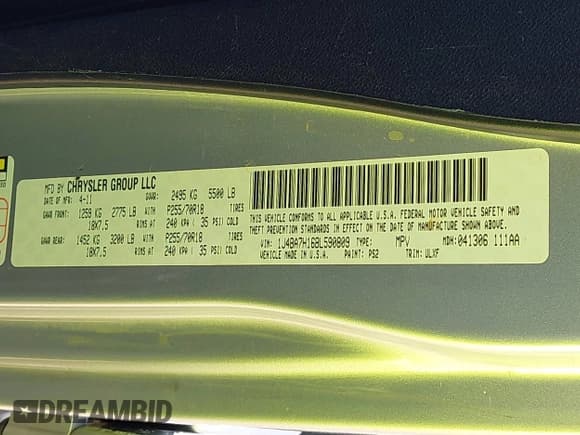 MFD BY CHRYSLER GROUP LLC
DATE OF MFR: 4-11 GVWR: 2495 KG 5500 LB
GAWR FRONT: 1259 KG 2775 LB WITH P255/70R18 TIRES
18X7.5 RIMS AT 240 KPA ( 35 PSI) COLD
GAWR REAR: 1452 KG 3200 LB WITH P255/70R18 TIRES
18X7.5 RIMS AT 240 KPA ( 35 PSI) COLD
THIS VEHICLE CONFORMS TO ALL APPLICABLE U.S.A. FEDERAL MOTOR VEHICLE SAFETY AND
THEFT PREVENTION STANDARDS IN EFFECT ON THE DATE OF MANUFACTURE SHOWN ABOVE.
VIN: 1J4BA7H16BL590809 MPV MDH: 041306 111AA
VEHICLE MADE IN U.S.A. PAINT: PS2 TRIM: ULXF
DREAMBID